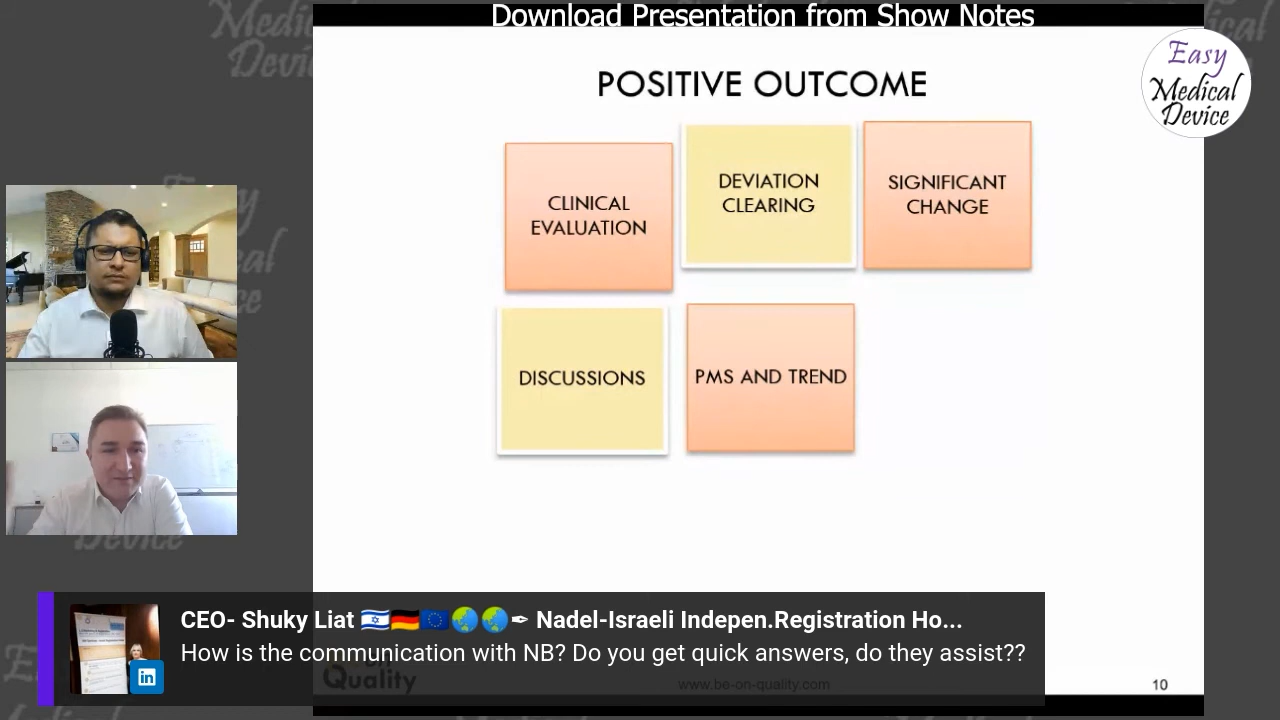 Download Presentation from Show Notes
Easy
Medical
Device
POSITIVE OUTCOME
CLINICAL
EVALUATION
DEVIATION
CLEARING
SIGNIFICANT
CHANGE
DISCUSSIONS
PMS AND TREND
CEO- Shuky Liat 🇮🇱🇩🇪🇪🇺🌏🌏✒ Nadel-Israeli Indepen.Registration Ho...
How is the communication with NB? Do you get quick answers, do they assist??
in
Quality
www.be-on-quality.com
10